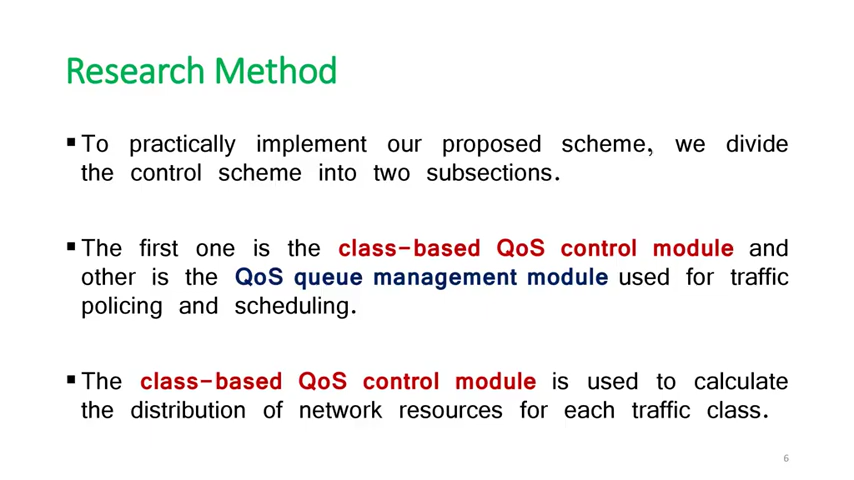 Research Method
▪ To practically implement our proposed scheme, we divide
the control scheme into two subsections.
▪ The first one is the class-based QoS control module and
other is the QoS queue management module used for traffic
policing and scheduling.
▪ The class-based QoS control module is used to calculate
the distribution of network resources for each traffic class.
6